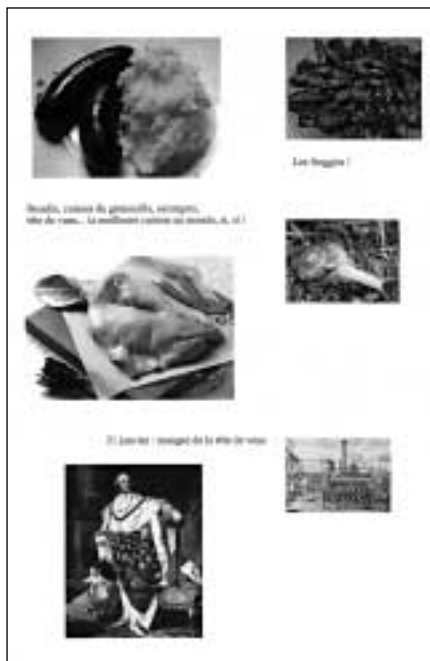 Les froggies !
Boudin, cuisses de grenouille, escargots,
tête de veau... la meilleure cuisine au monde, si, si !
21 janvier : mangez de la tête de veau